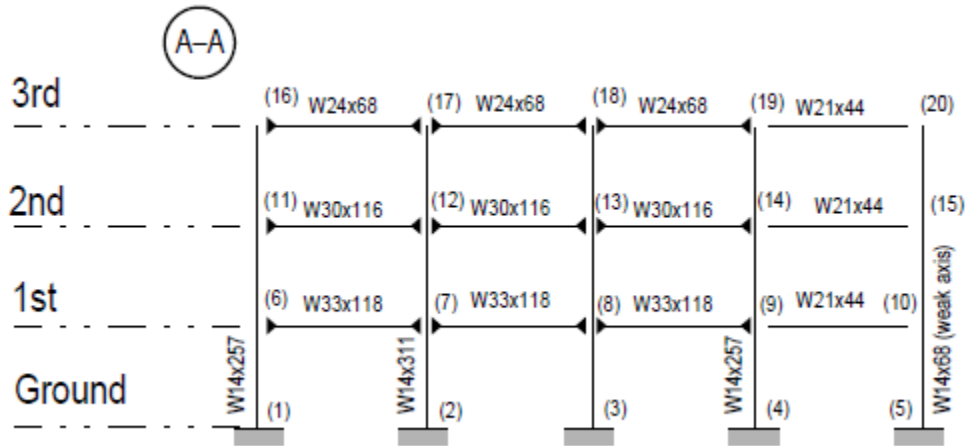 A–A
3rd
(16) W24x68 (17) W24x68 (18) W24x68 (19) W21x44 (20)
2nd
(11) W30x116 (12) W30x116 (13) W30x116 (14) W21x44 (15)
1st
(6) W33x118 (7) W33x118 (8) W33x118 (9) W21x44 (10)
W14x257
W14x311
W14x257
W14x68 (weak axis)
Ground
(1) (2) (3) (4) (5)